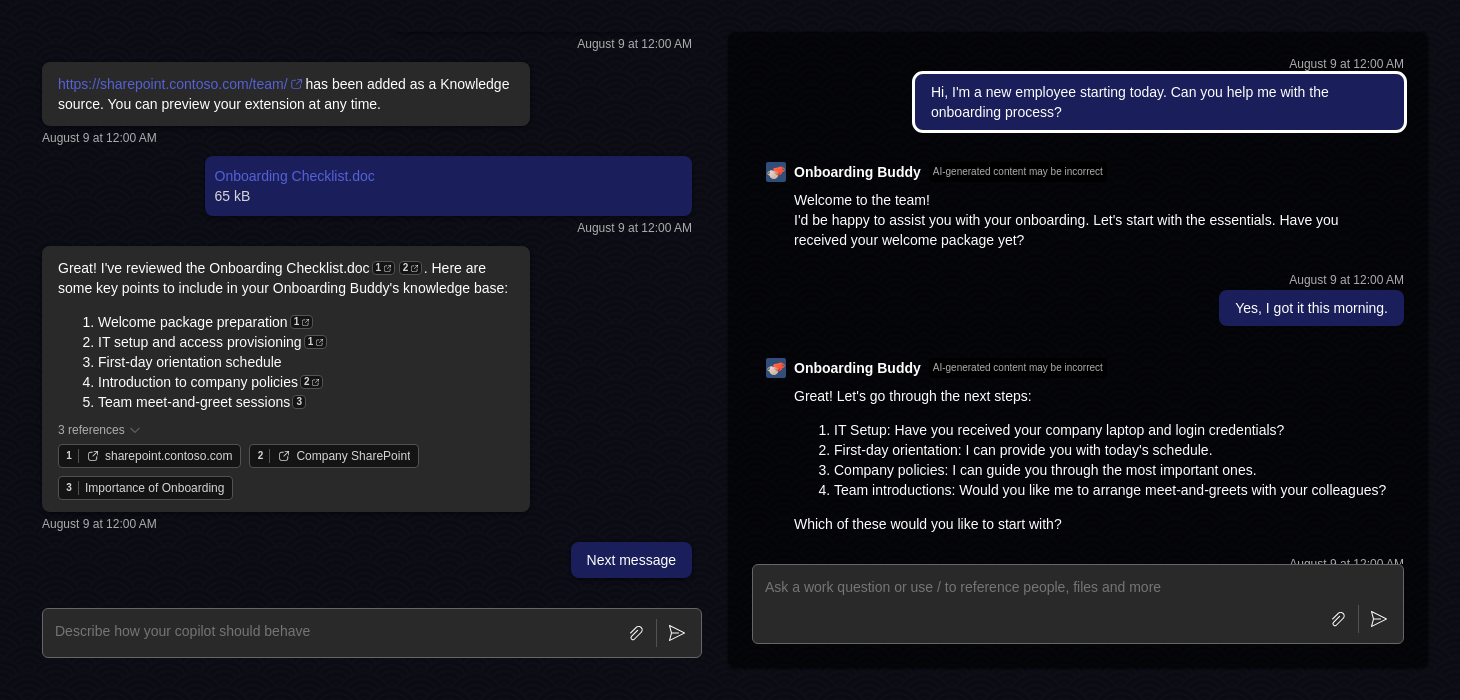 August 9 at 12:00 AM
https://sharepoint.contoso.com/team/ has been added as a Knowledge
source. You can preview your extension at any time.
August 9 at 12:00 AM
Onboarding Checklist.doc
65 kB
August 9 at 12:00 AM
Great! I've reviewed the Onboarding Checklist.doc 1 2 . Here are
some key points to include in your Onboarding Buddy's knowledge base:
1. Welcome package preparation 1
2. IT setup and access provisioning 1
3. First-day orientation schedule
4. Introduction to company policies 2
5. Team meet-and-greet sessions 3
3 references
1 sharepoint.contoso.com 2 Company SharePoint
3 Importance of Onboarding
August 9 at 12:00 AM
Next message
Describe how your copilot should behave
August 9 at 12:00 AM
Hi, I'm a new employee starting today. Can you help me with the
onboarding process?
Onboarding Buddy AI-generated content may be incorrect
Welcome to the team!
I'd be happy to assist you with your onboarding. Let's start with the essentials. Have you
received your welcome package yet?
August 9 at 12:00 AM
Yes, I got it this morning.
Onboarding Buddy AI-generated content may be incorrect
Great! Let's go through the next steps:
1. IT Setup: Have you received your company laptop and login credentials?
2. First-day orientation: I can provide you with today's schedule.
3. Company policies: I can guide you through the most important ones.
4. Team introductions: Would you like me to arrange meet-and-greets with your colleagues?
Which of these would you like to start with?
August 9 at 12:00 AM
Ask a work question or use / to reference people, files and more